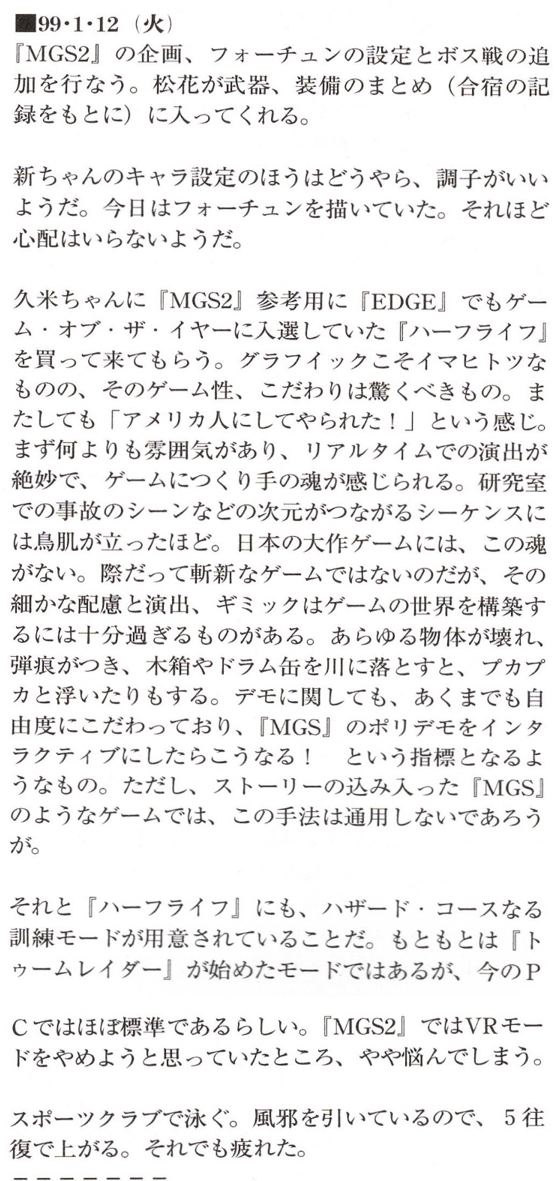 ■99･1･12（火）
『MGS2』の企画、フォーチュンの設定とボス戦の追
加を行なう。松花が武器、装備のまとめ（合宿の記
録をもとに）に入ってくれる。
新ちゃんのキャラ設定のほうはどうやら、調子がいい
ようだ。今日はフォーチュンを描いていた。それほど
心配はいらないようだ。
久米ちゃんに『MGS2』参考用に『EDGE』でもゲー
ム・オブ・ザ・イヤーに入選していた『ハーフライフ』
を買って来てもらう。グラフイックこそイマヒトツな
ものの、そのゲーム性、こだわりは驚くべきもの。ま
たしても「アメリカ人にしてやられた！」という感じ。
まず何よりも雰囲気があり、リアルタイムでの演出が
絶妙で、ゲームにつくり手の魂が感じられる。研究室
での事故のシーンなどの次元がつながるシーケンスに
は鳥肌が立ったほど。日本の大作ゲームには、この魂
がない。際だって斬新なゲームではないのだが、その
細かな配慮と演出、ギミックはゲームの世界を構築す
るには十分過ぎるものがある。あらゆる物体が壊れ、
弾痕がつき、木箱やドラム缶を川に落とすと、プカプ
カと浮いたりもする。デモに関しても、あくまでも自
由度にこだわっており、『MGS』のポリデモをインタ
ラクティブにしたらこうなる！　という指標となるよ
うなもの。ただし、ストーリーの込み入った『MGS』
のようなゲームでは、この手法は通用しないであろう
が。
それと『ハーフライフ』にも、ハザード・コースなる
訓練モードが用意されていることだ。もともとは『ト
ゥームレイダー』が始めたモードではあるが、今のP
Cではほぼ標準であるらしい。『MGS2』ではVRモー
ドをやめようと思っていたところ、やや悩んでしまう。
スポーツクラブで泳ぐ。風邪を引いているので、５往
復で上がる。それでも疲れた。
－－－－－－－